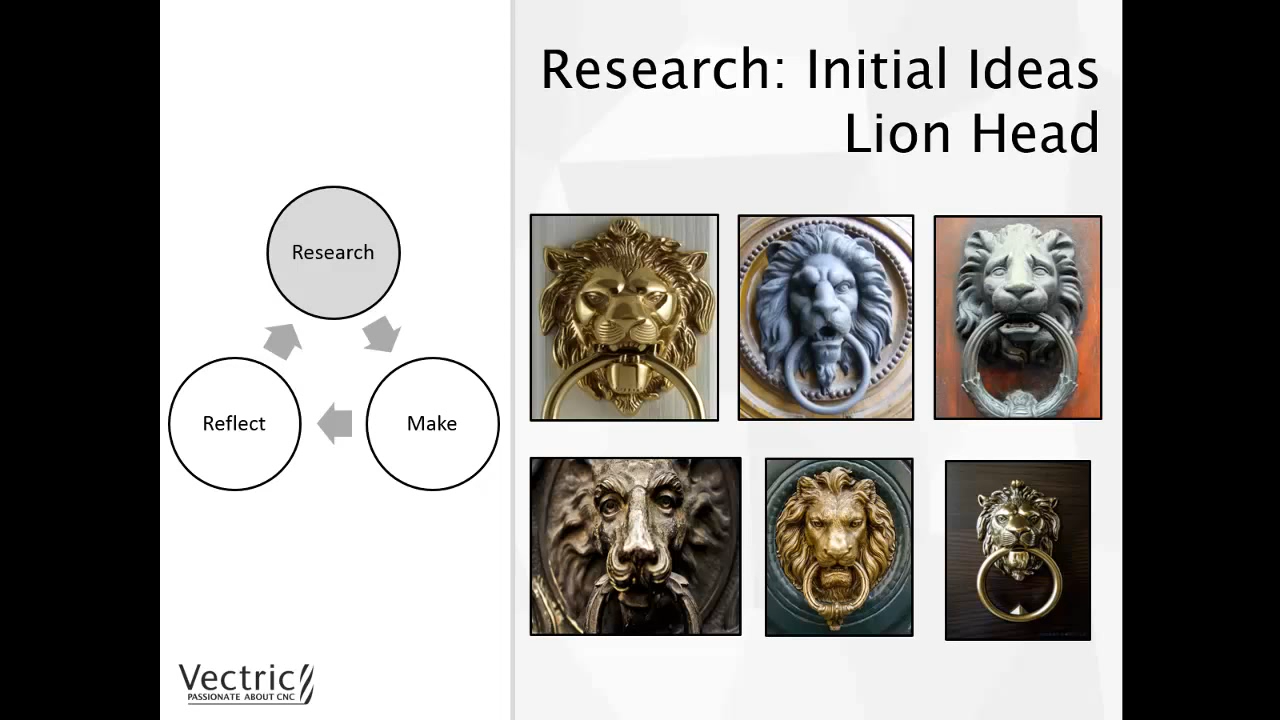 Research: Initial Ideas
Lion Head
Research
Reflect
Make
Vectric
PASSIONATE ABOUT CNC